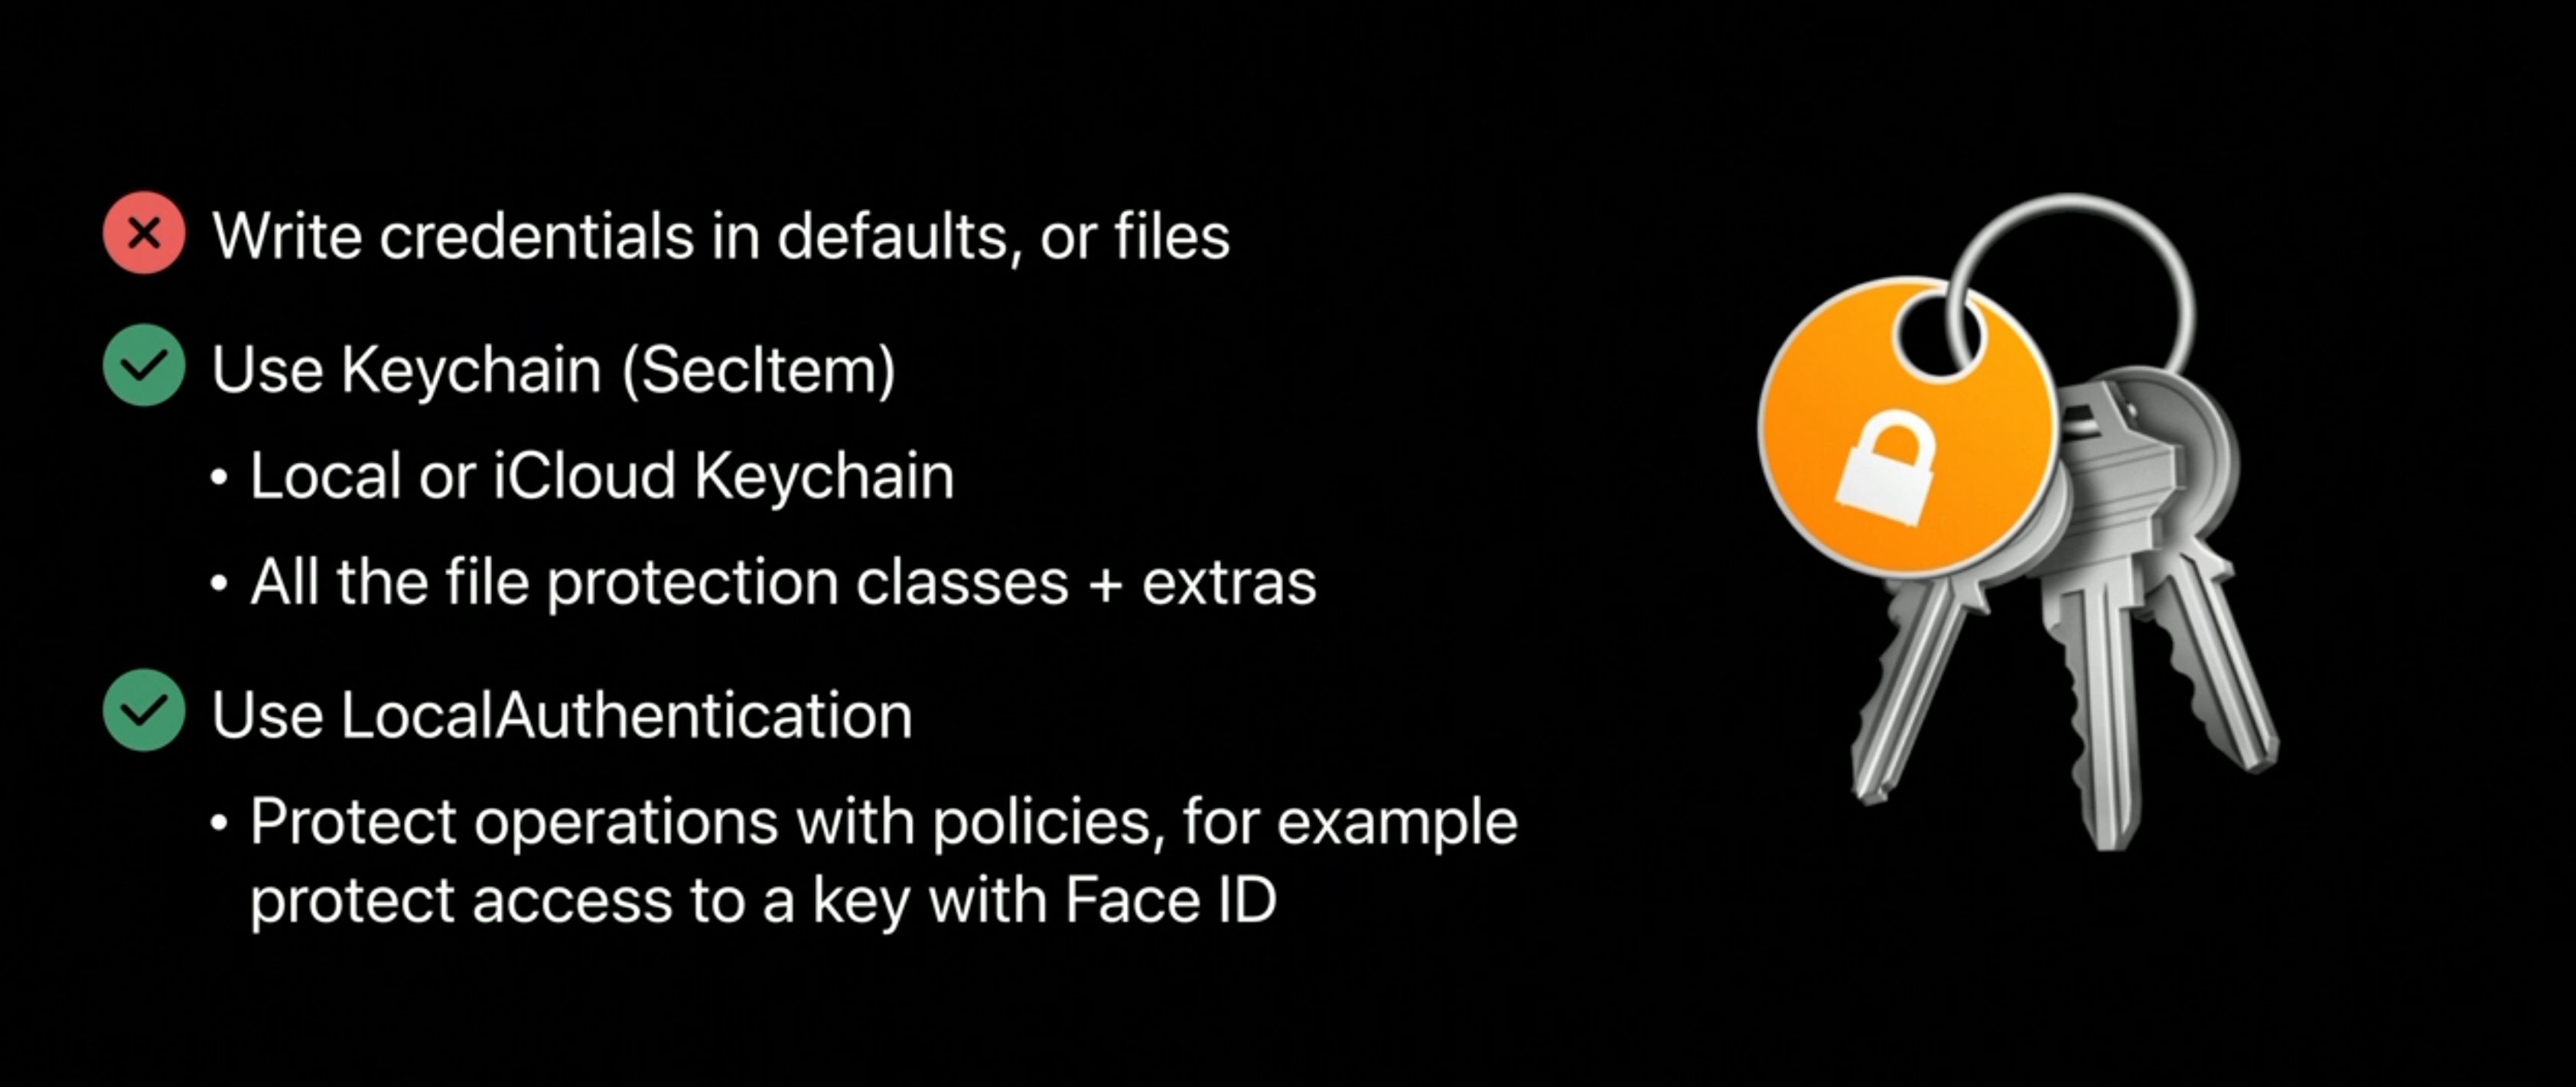 Write credentials in defaults, or files
Use Keychain (SecItem)
• Local or iCloud Keychain
• All the file protection classes + extras
Use LocalAuthentication
• Protect operations with policies, for example
protect access to a key with Face ID